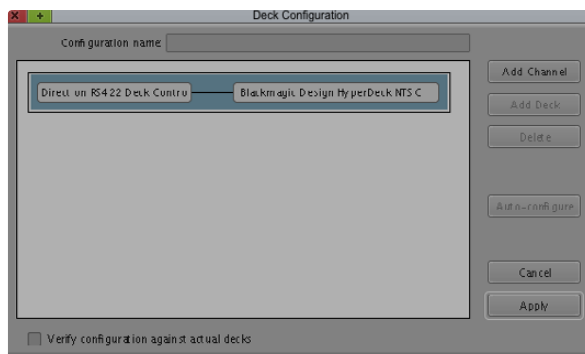 Deck Configuration
Configuration name:
Add Channel
Direct on RS422 Deck Contro
Blackmagic Design HyperDeck NTSC
Add Deck
Delete
Auto-configure
Cancel
Apply
Verify configuration against actual decks